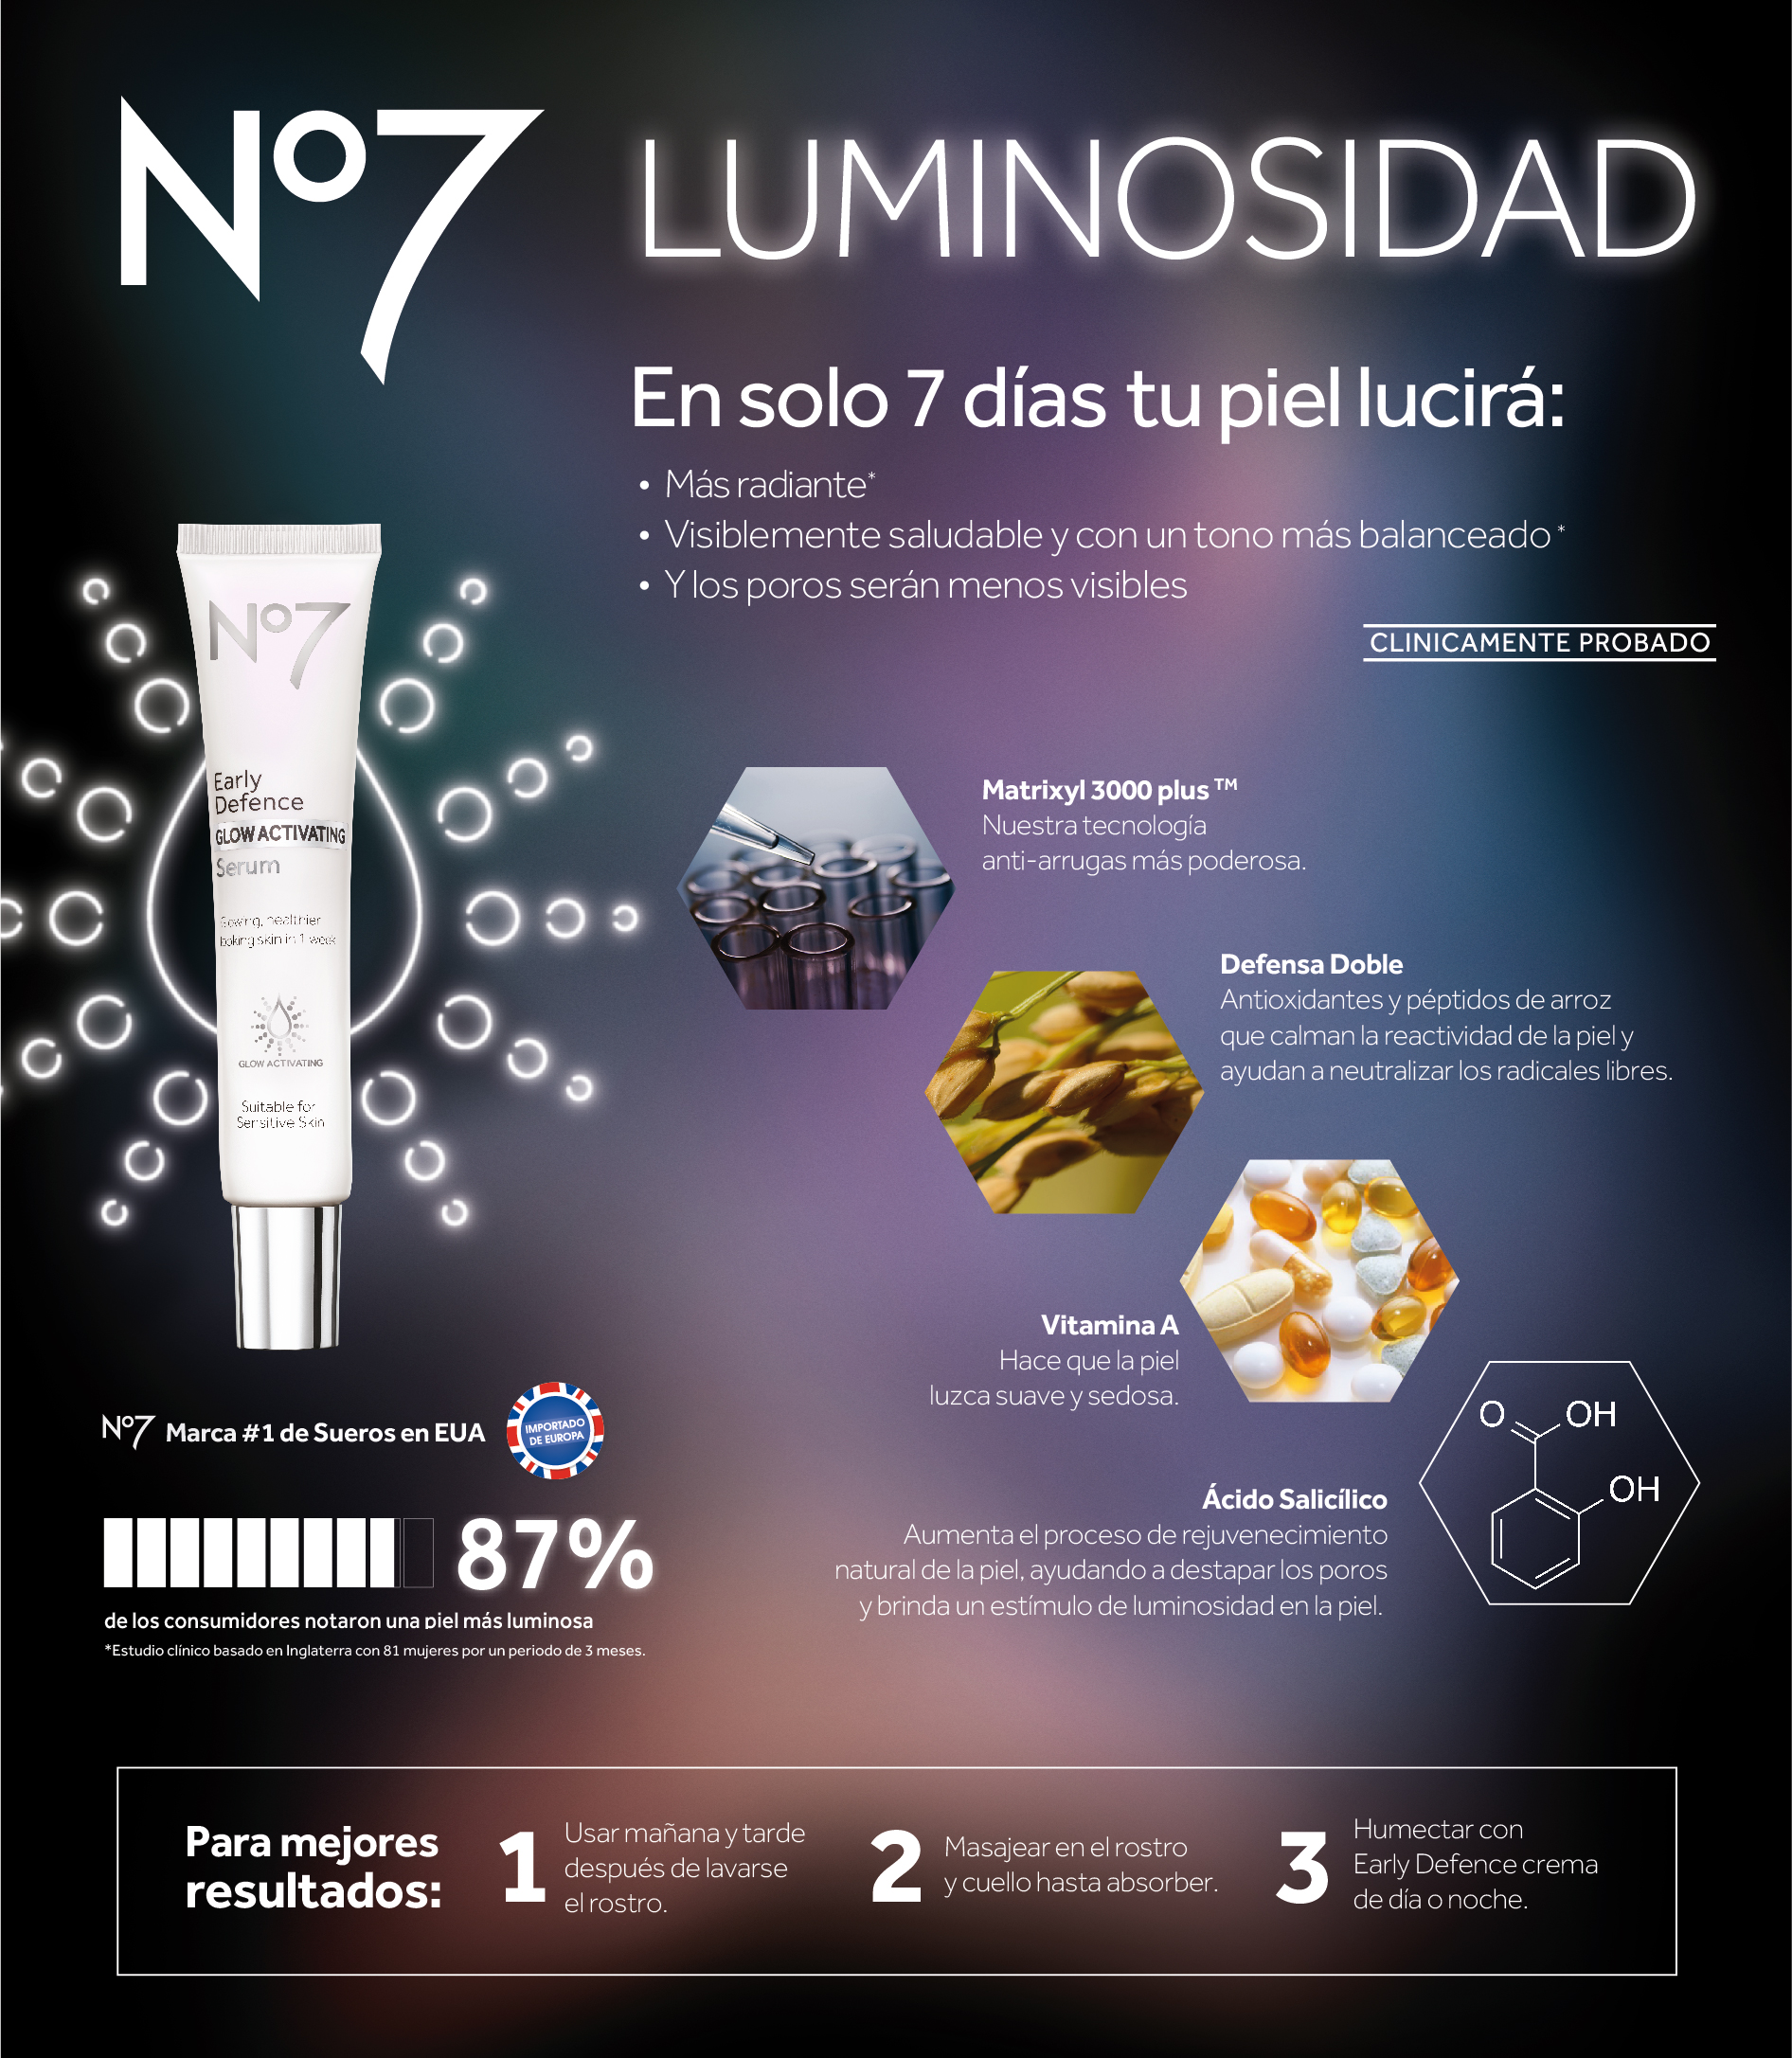 Nº7 LUMINOSIDAD
En solo 7 días tu piel lucirá:
• Más radiante*
• Visiblemente saludable y con un tono más balanceado*
• Y los poros serán menos visibles
CLINICAMENTE PROBADO
Nº7
Early
Defence
GLOW ACTIVATING
Serum
Glowing, healthier
looking skin in 1 week
GLOW ACTIVATING
Suitable for
Sensitive Skin
Matrixyl 3000 plus ™
Nuestra tecnología
anti-arrugas más poderosa.
Defensa Doble
Antioxidantes y péptidos de arroz
que calman la reactividad de la piel y
ayudan a neutralizar los radicales libres.
Vitamina A
Hace que la piel
luzca suave y sedosa.
Ácido Salicílico
Aumenta el proceso de rejuvenecimiento
natural de la piel, ayudando a destapar los poros
y brinda un estímulo de luminosidad en la piel.
O OH
OH
Nº7 Marca #1 de Sueros en EUA
IMPORTADO
DE EUROPA
87%
de los consumidores notaron una piel más luminosa
*Estudio clínico basado en Inglaterra con 81 mujeres por un periodo de 3 meses.
Para mejores
resultados:
1 Usar mañana y tarde
después de lavarse
el rostro.
2 Masajear en el rostro
y cuello hasta absorber.
3 Humectar con
Early Defence crema
de día o noche.